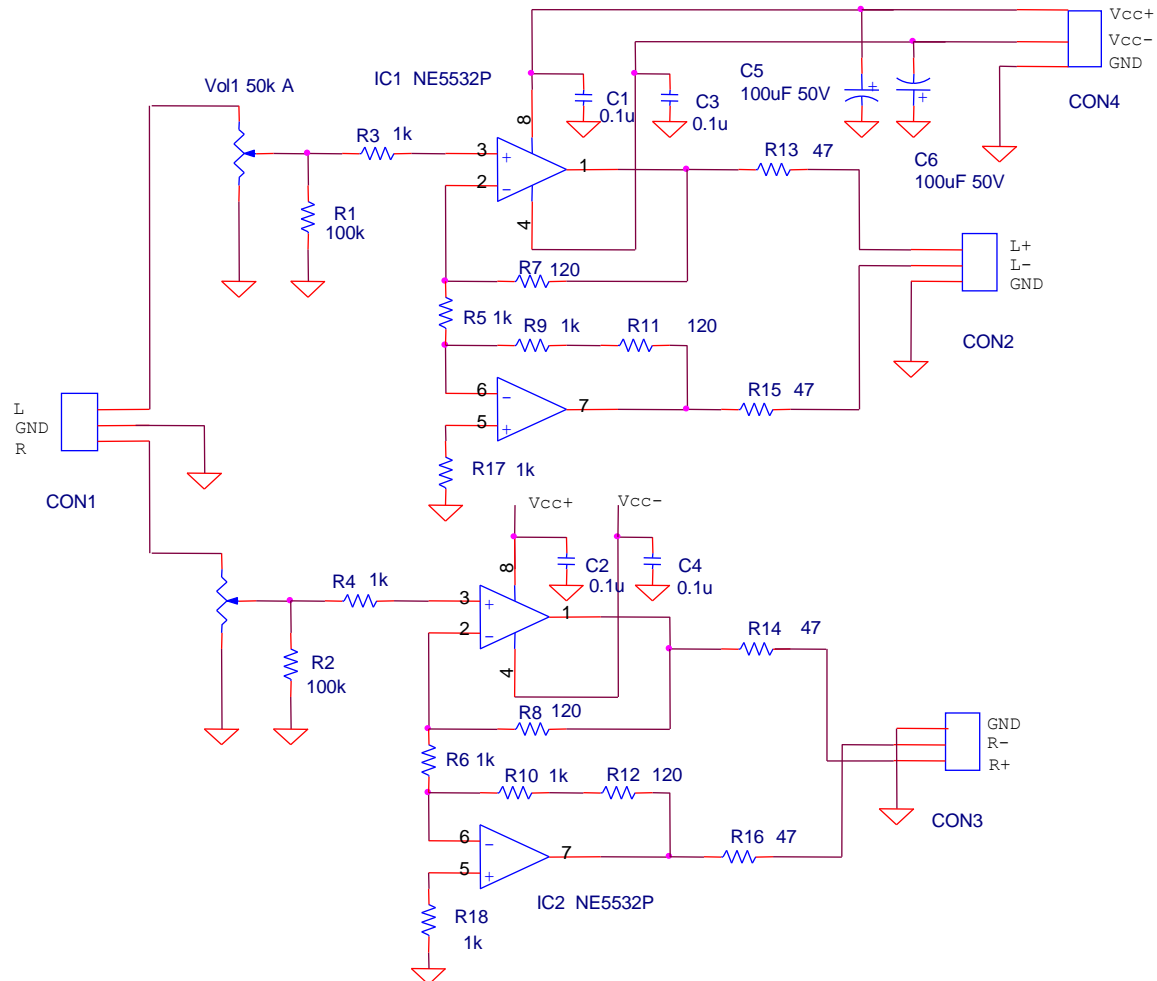 Vcc+
Vcc-
GND
CON4
C5
100uF 50V
C6
100uF 50V
IC1 NE5532P
Vol1 50k A
C1
0.1u
C3
0.1u
8
R3 1k
3
2
1
4
R13 47
R1
100k
L+
L-
GND
CON2
R7 120
R5 1k
R9 1k
R11 120
6
5
7
R15 47
L
GND
R
CON1
R17 1k
Vcc+
Vcc-
8
C2
0.1u
C4
0.1u
R4 1k
3
2
1
4
R14 47
R2
100k
R8 120
GND
R-
R+
CON3
R6 1k
R10 1k
R12 120
6
5
7
R16 47
IC2 NE5532P
R18
1k